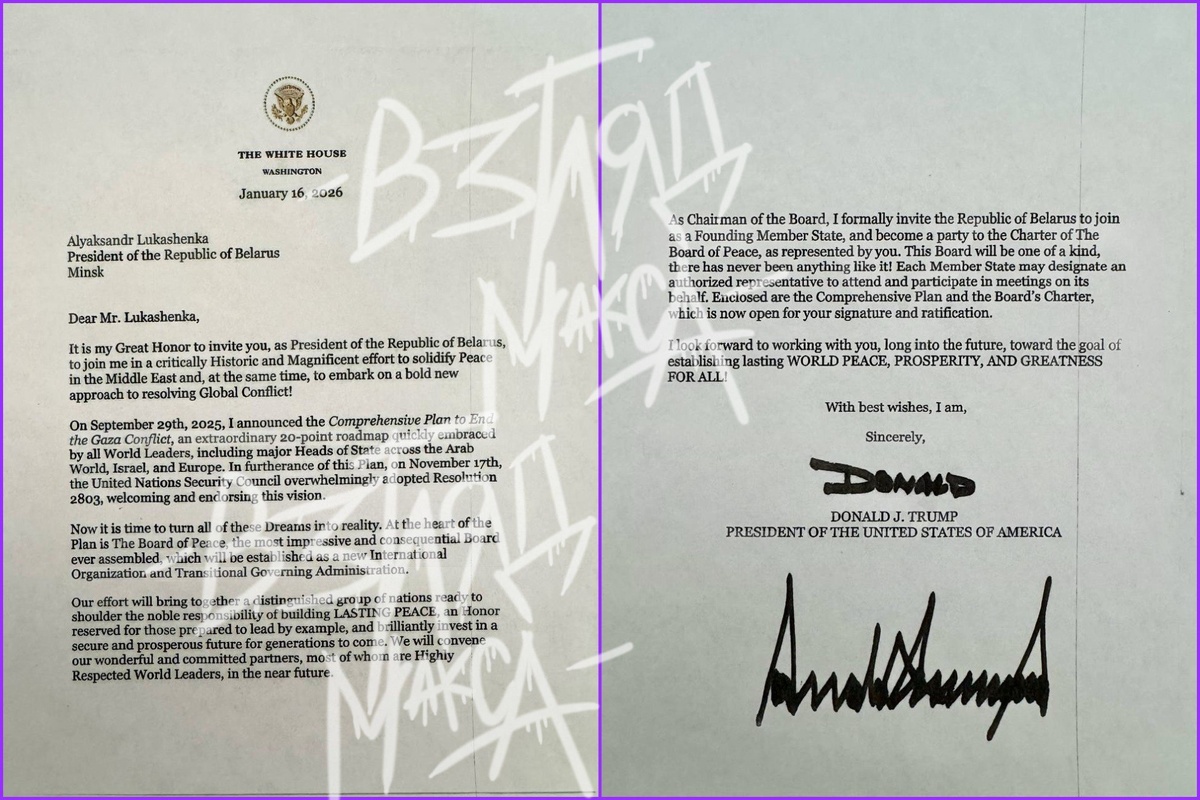 THE WHITE HOUSE
WASHINGTON
January 16, 2026
Alyaksandr Lukashenka
President of the Republic of Belarus
Minsk
Dear Mr. Lukashenka,
It is my Great Honor to invite you, as President of the Republic of Belarus,
to join me in a critically Historic and Magnificent effort to solidify Peace
in the Middle East and, at the same time, to embark on a bold new
approach to resolving Global Conflict!
On September 29th, 2025, I announced the Comprehensive Plan to End
the Gaza Conflict, an extraordinary 20-point roadmap quickly embraced
by all World Leaders, including major Heads of State across the Arab
World, Israel, and Europe. In furtherance of this Plan, on November 17th,
the United Nations Security Council overwhelmingly adopted Resolution
2803, welcoming and endorsing this vision.
Now it is time to turn all of these Dreams into reality. At the heart of the
Plan is The Board of Peace, the most impressive and consequential Board
ever assembled, which will be established as a new International
Organization and Transitional Governing Administration.
Our effort will bring together a distinguished group of nations ready to
shoulder the noble responsibility of building LASTING PEACE, an Honor
reserved for those prepared to lead by example, and brilliantly invest in a
secure and prosperous future for generations to come. We will convene
our wonderful and committed partners, most of whom are Highly
Respected World Leaders, in the near future.
As Chairman of the Board, I formally invite the Republic of Belarus to join
as a Founding Member State, and become a party to the Charter of The
Board of Peace, as represented by you. This Board will be one of a kind,
there has never been anything like it! Each Member State may designate an
authorized representative to attend and participate in meetings on its
behalf. Enclosed are the Comprehensive Plan and the Board's Charter,
which is now open for your signature and ratification.
I look forward to working with you, long into the future, toward the goal of
establishing lasting WORLD PEACE, PROSPERITY, AND GREATNESS
FOR ALL!
With best wishes, I am,
Sincerely,
DONALD
DONALD J. TRUMP
PRESIDENT OF THE UNITED STATES OF AMERICA
ВЗГЛЯД
МАКСА
ВЗГЛЯД
МАКСА